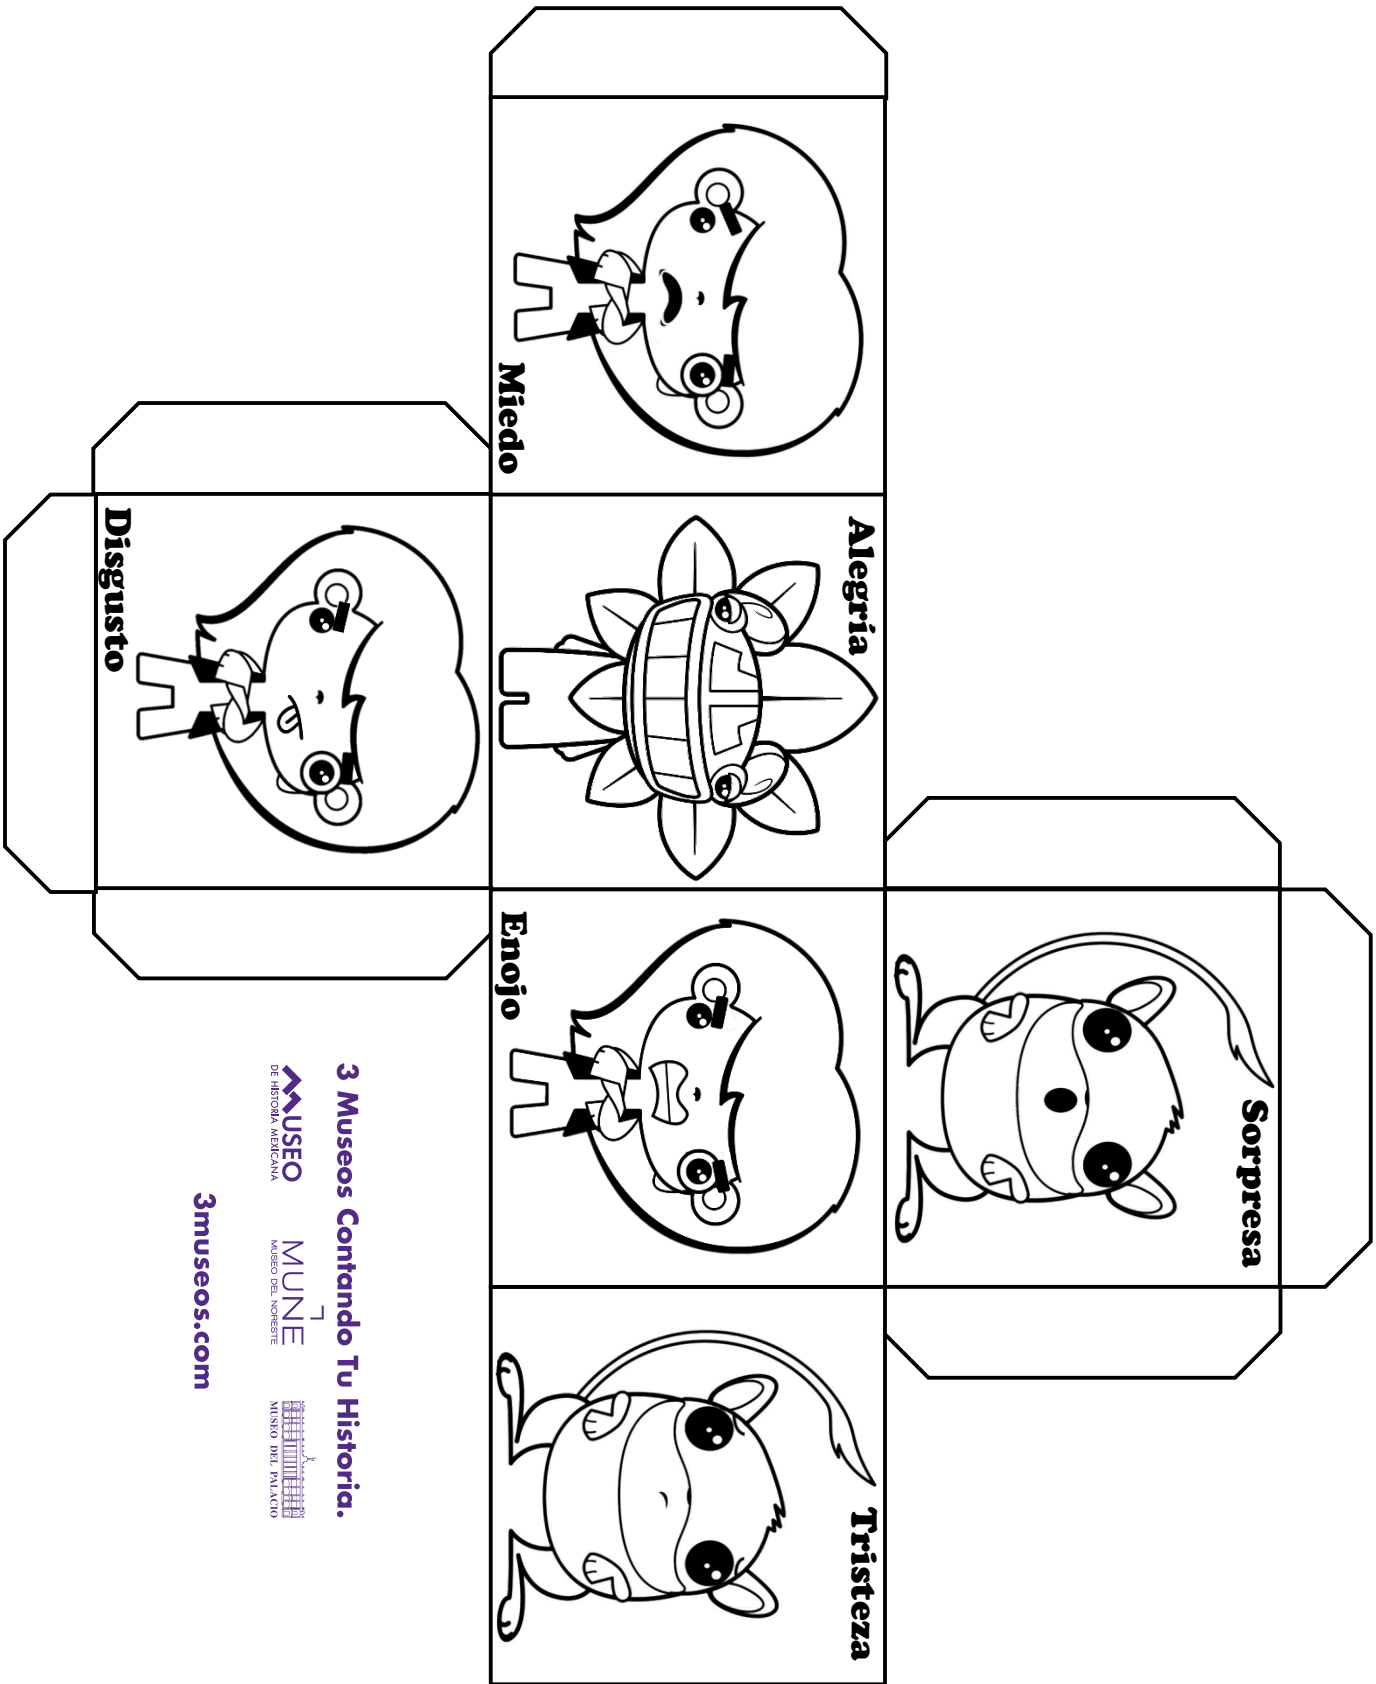 Miedo
Alegría
Disgusto
Enojo
Sorpresa
Tristeza
3 Museos Contando Tu Historia.
MUSEO
DE HISTORIA MEXICANA
MUNE
MUSEO DEL NORESTE
MUSEO DEL PALACIO
3museos.com